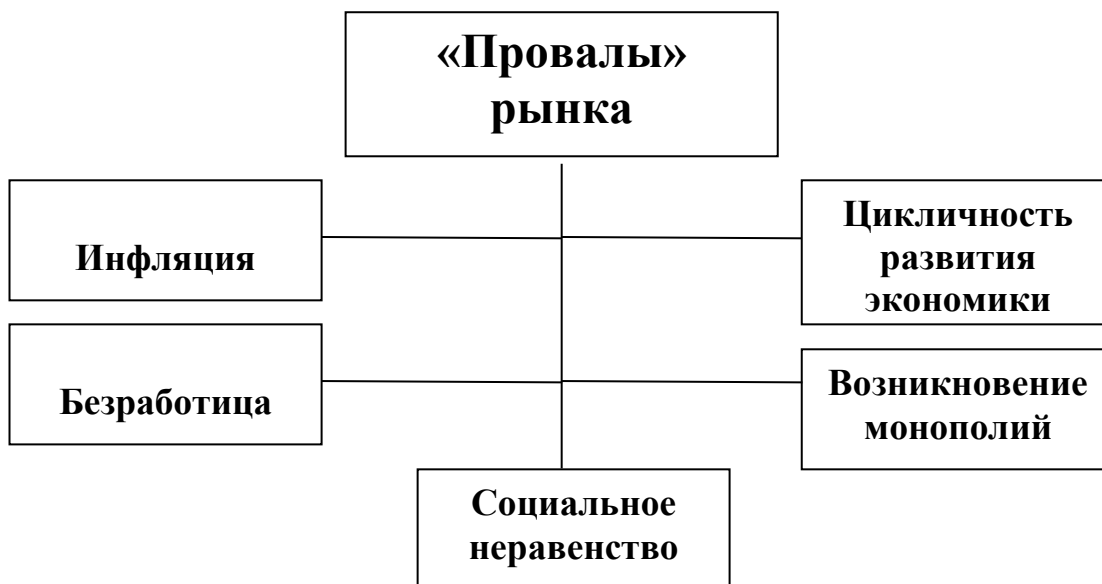 «Провалы»
рынка
Инфляция
Цикличность
развития
экономики
Безработица
Возникновение
монополий
Социальное
неравенство